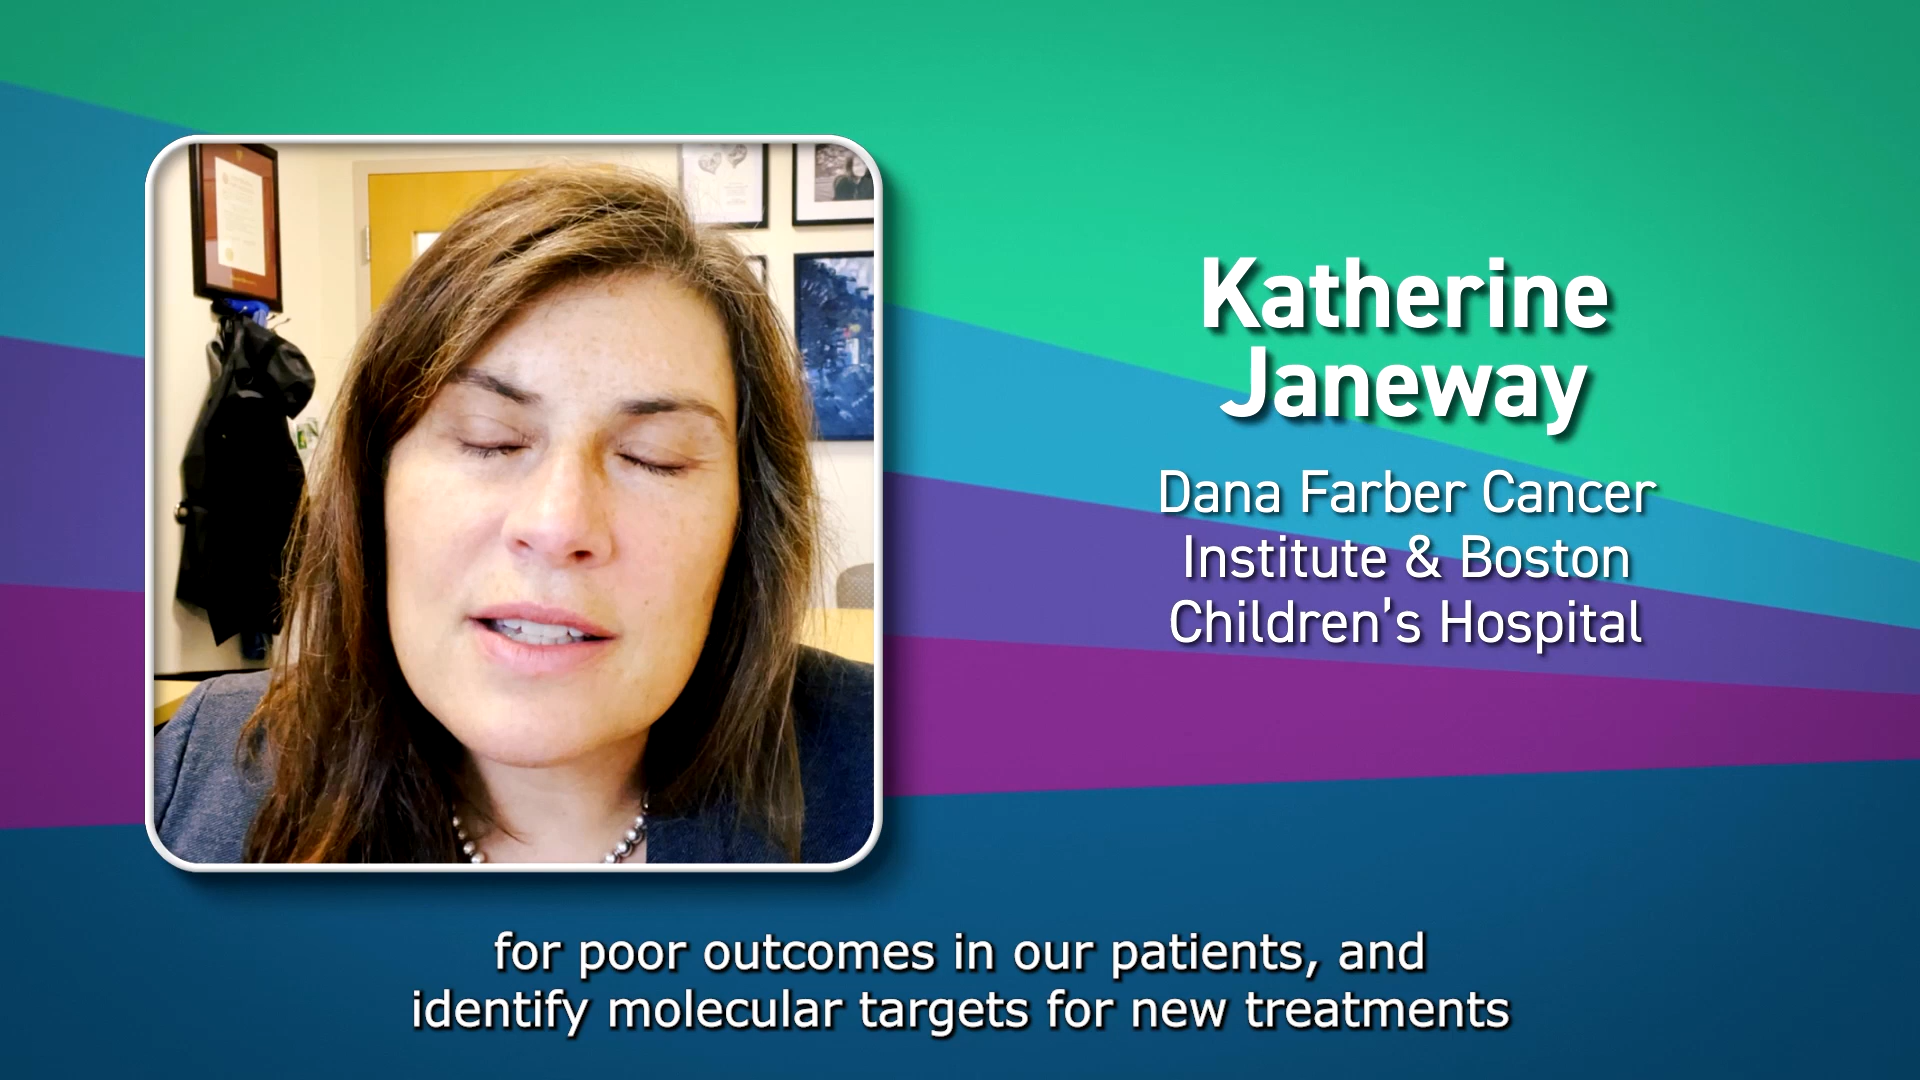 Katherine
Janeway
Dana Farber Cancer
Institute & Boston
Children’s Hospital
for poor outcomes in our patients, and
identify molecular targets for new treatments